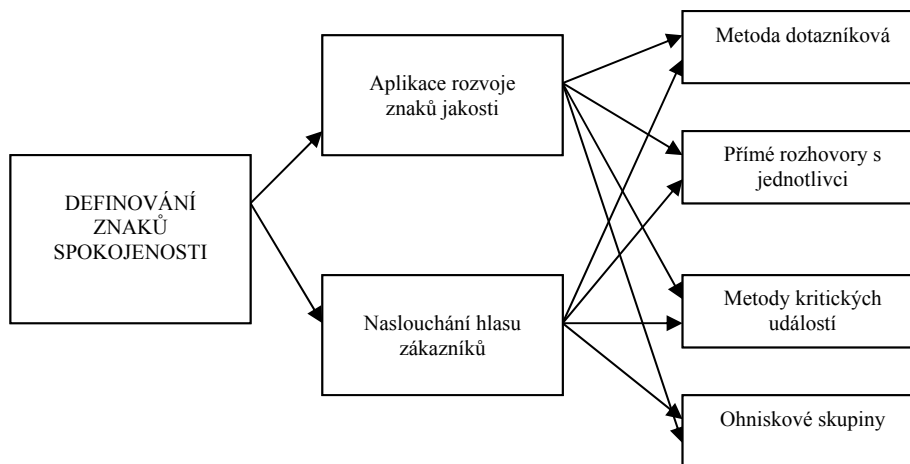 DEFINOVÁNÍ
ZNAKŮ
SPOKOJENOSTI
Aplikace rozvoje
znaků jakosti
Naslouchání hlasu
zákazníků
Metoda dotazníková
Přímé rozhovory s
jednotlivci
Metody kritických
událostí
Ohniskové skupiny